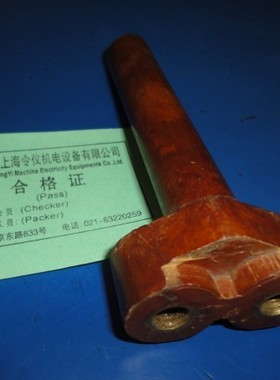 上海令仪机电设备有限公司
ngYi Machine Electricity Equipments Co.,Ltd.
合格证
(Pass)
员: (Checker)
员: (Packer)
京东路833号 电话: 021-63220259